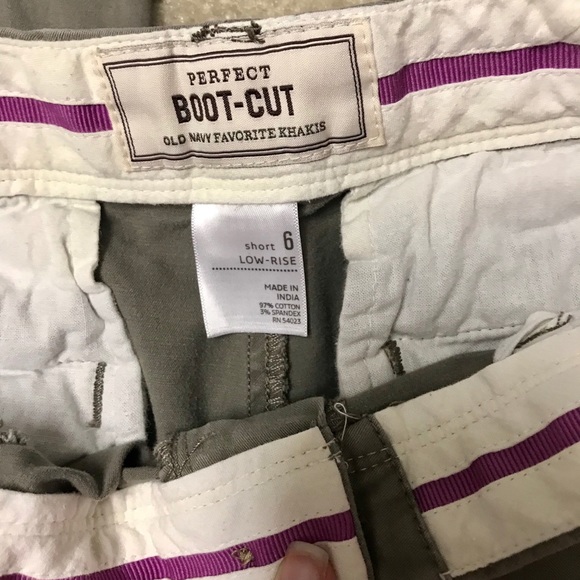 PERFECT
BOOT-CUT
OLD NAVY FAVORITE KHAKIS
short 6
LOW-RISE
MADE IN
INDIA
97% COTTON
3% SPANDEX
RN 54023